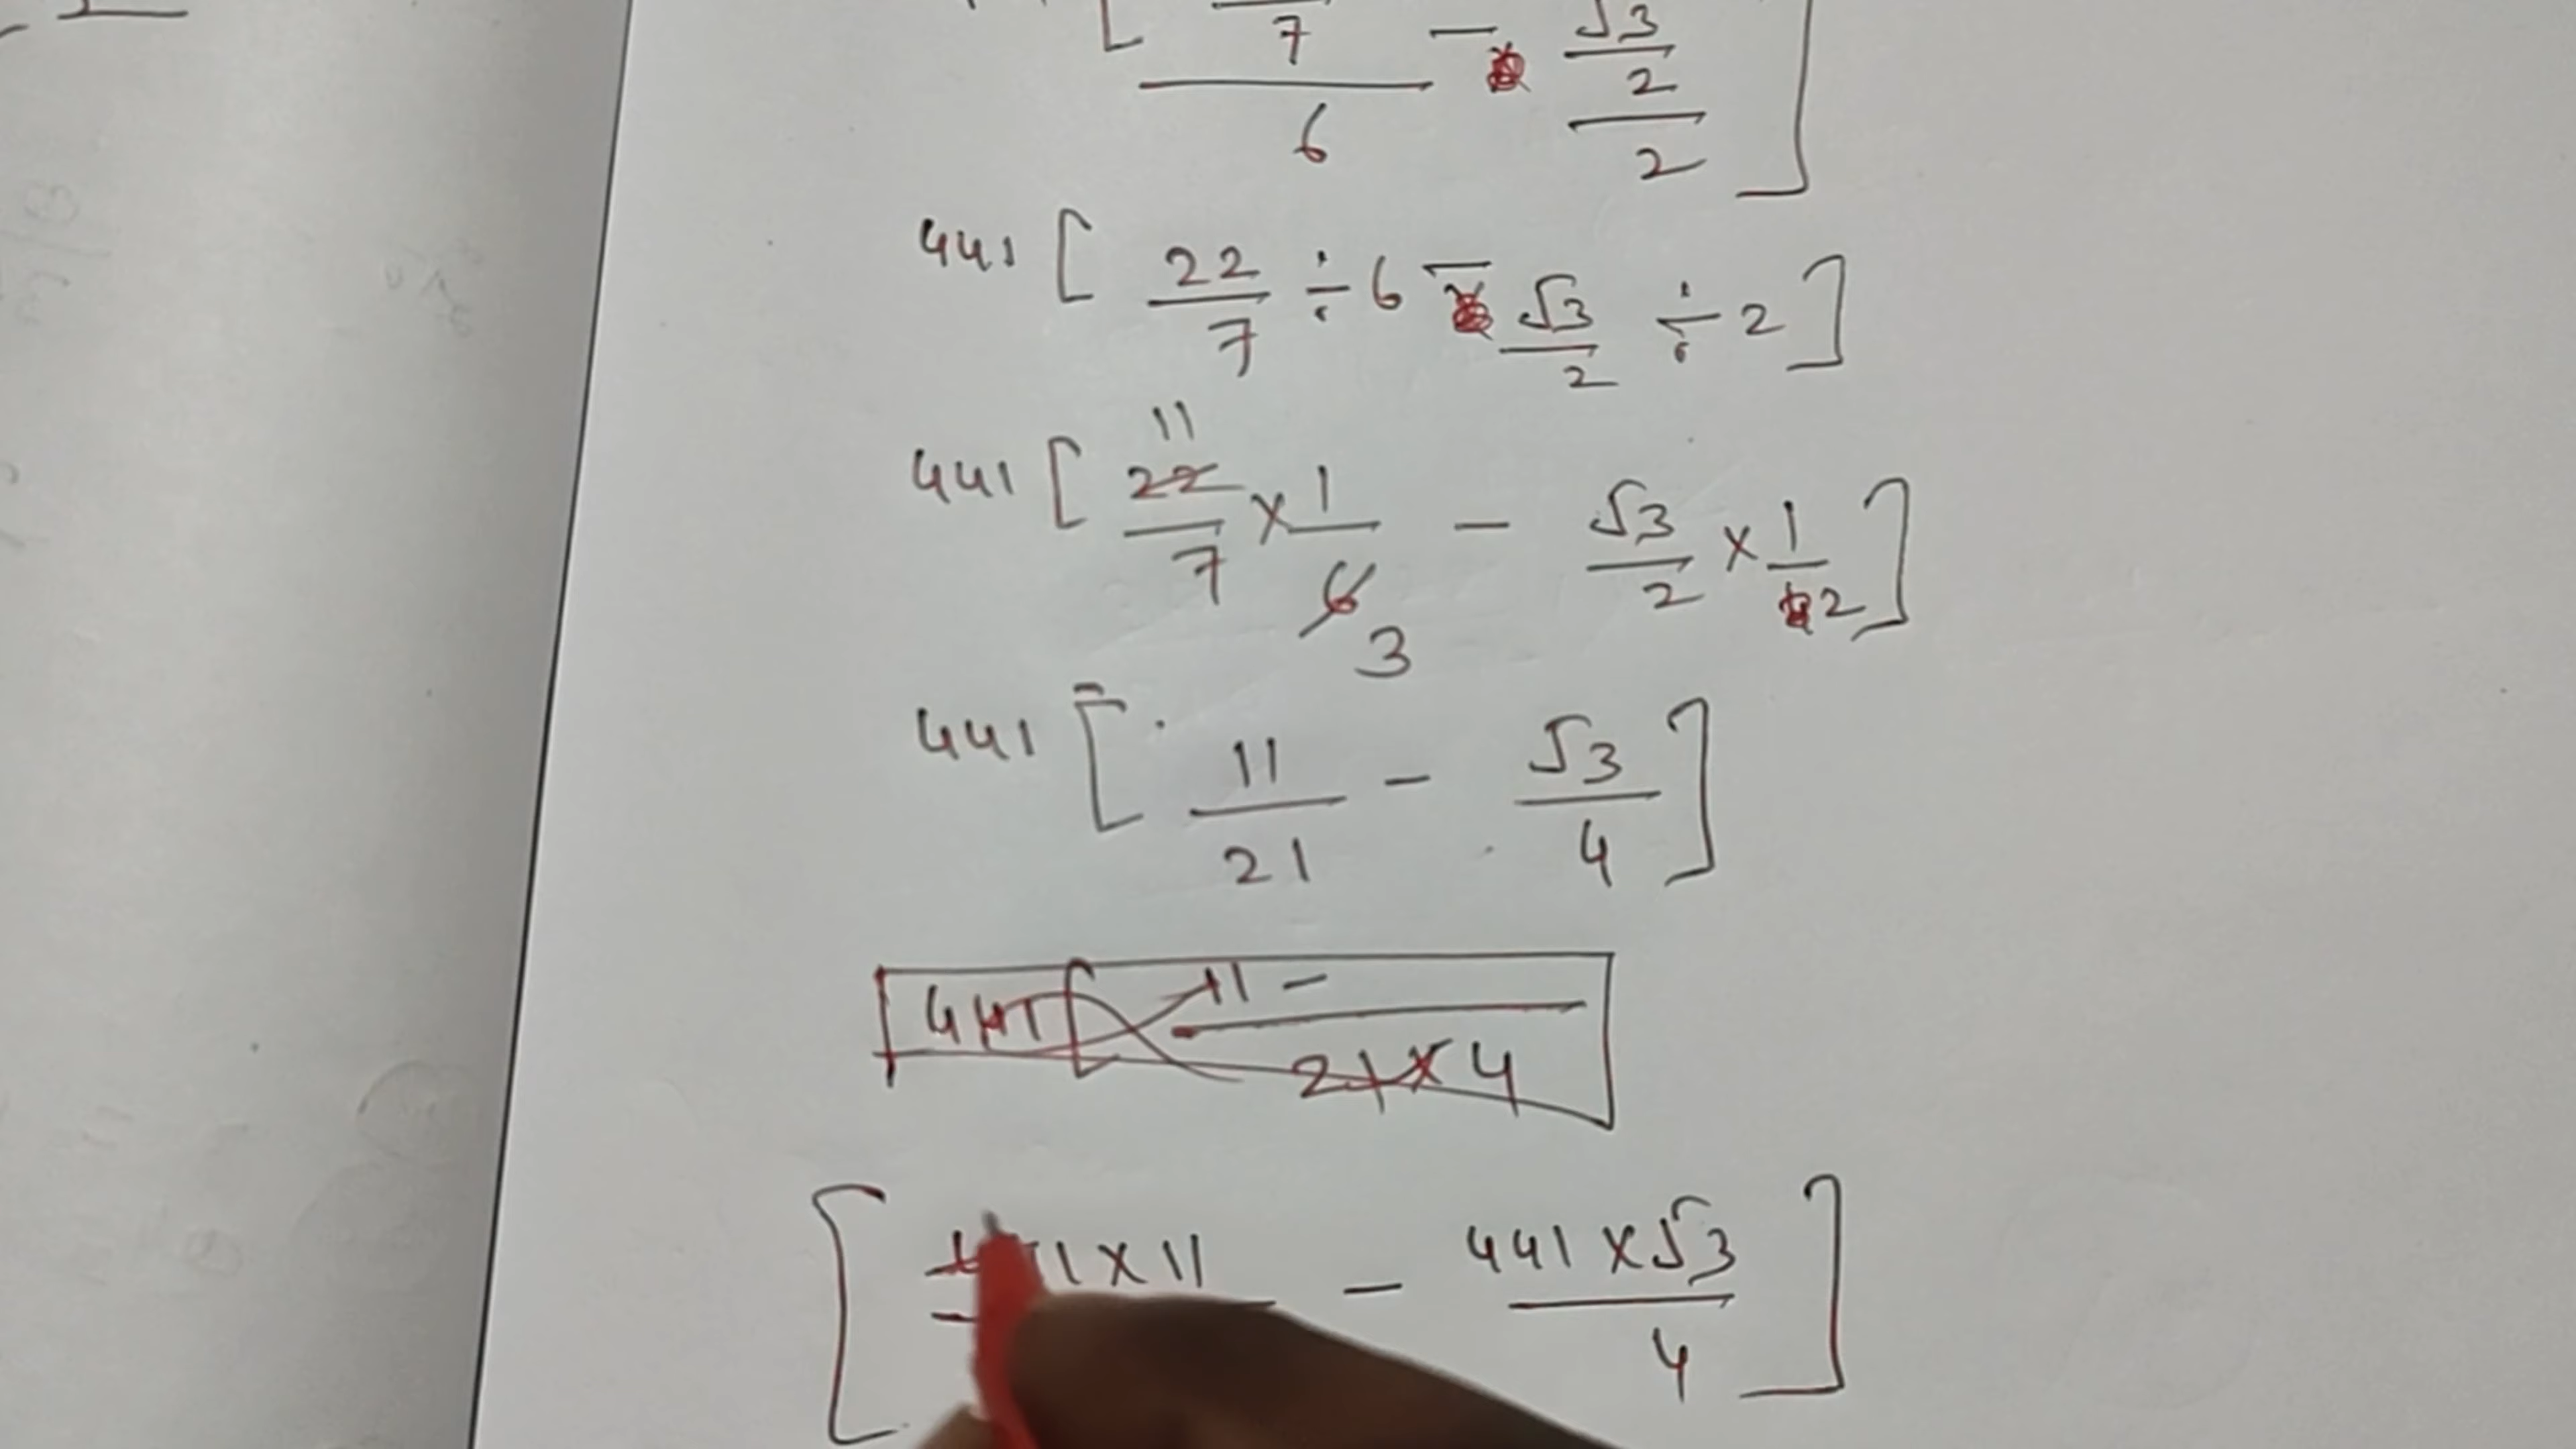 [ /7 - √3/2
6 2 ]
441 [ 22/7 ÷ 6 - √3/2 ÷ 2 ]
11
441 [ 22/7 × 1/6 - √3/2 × 1/2 ]
3
441 [ 11/21 - √3/4 ]
441 [ 11 -
21 × 4
[ 441 × 11 - 441 × √3
4 ]